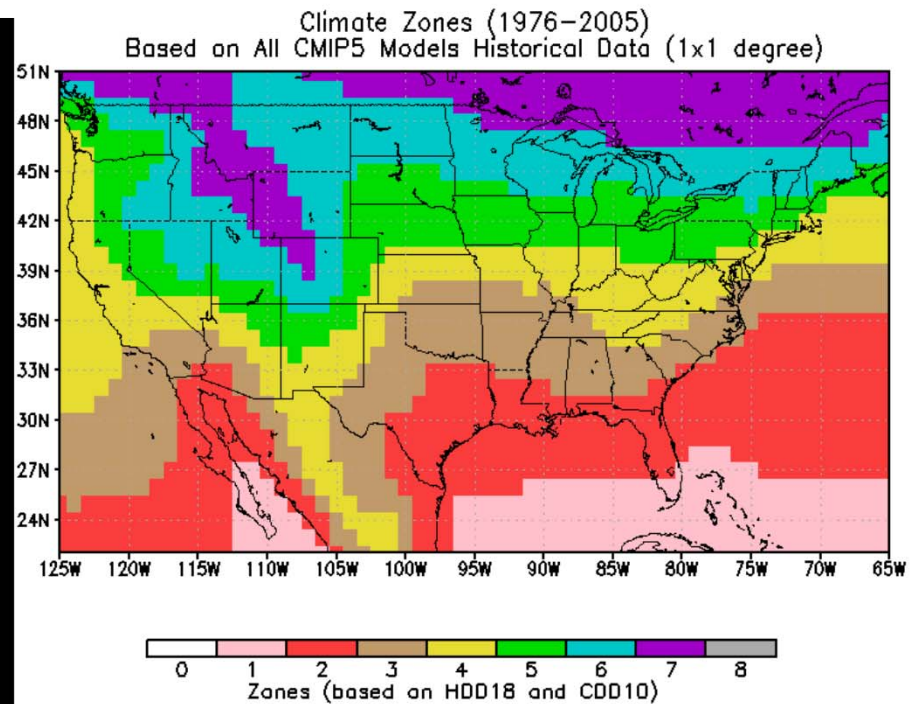 Climate Zones (1976-2005)
Based on All CMIP5 Models Historical Data (1x1 degree)
51N
48N
45N
42N
39N
36N
33N
30N
27N
24N
125W 120W 115W 110W 105W 100W 95W 90W 85W 80W 75W 70W 65W
0 1 2 3 4 5 6 7 8
Zones (based on HDD18 and CDD10)